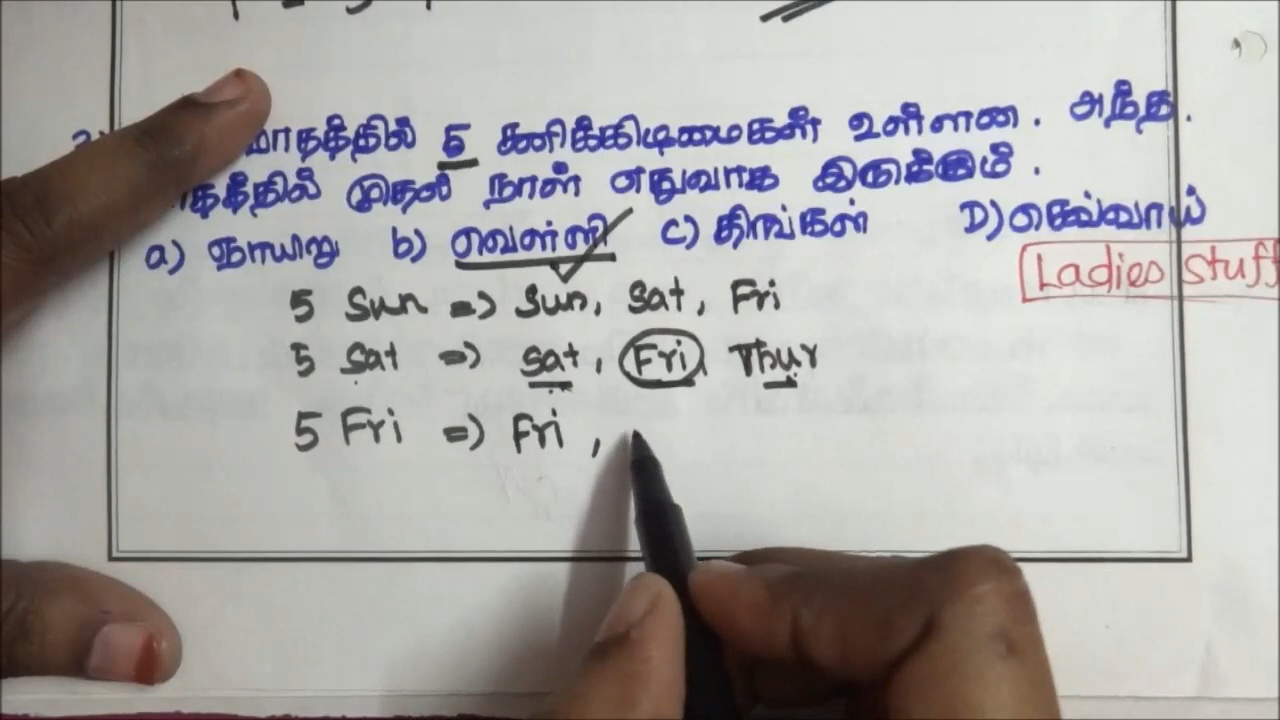 மாதத்தில் 5 சனிக்கிழமைகள் உள்ளன. அந்த.
முதல் நாள் எதுவாக இருக்கும்.
a) ஞாயிறு b) வெள்ளி c) திங்கள் D) செவ்வாய்
Ladies Stuff
5 Sun => Sun, Sat, Fri
5 Sat => Sat, Fri, Thur
5 Fri => Fri,